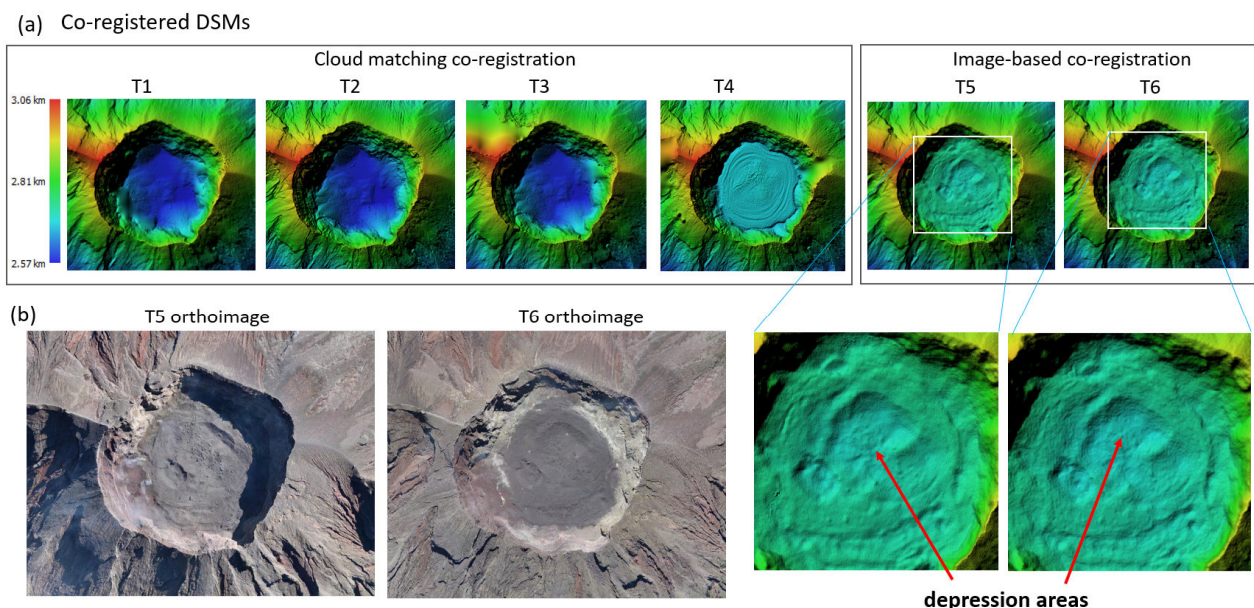 (a) Co-registered DSMs
Cloud matching co-registration
Image-based co-registration
T1
T2
T3
T4
T5
T6
3.06 km
2.81 km
2.57 km
(b)
T5 orthoimage
T6 orthoimage
depression areas